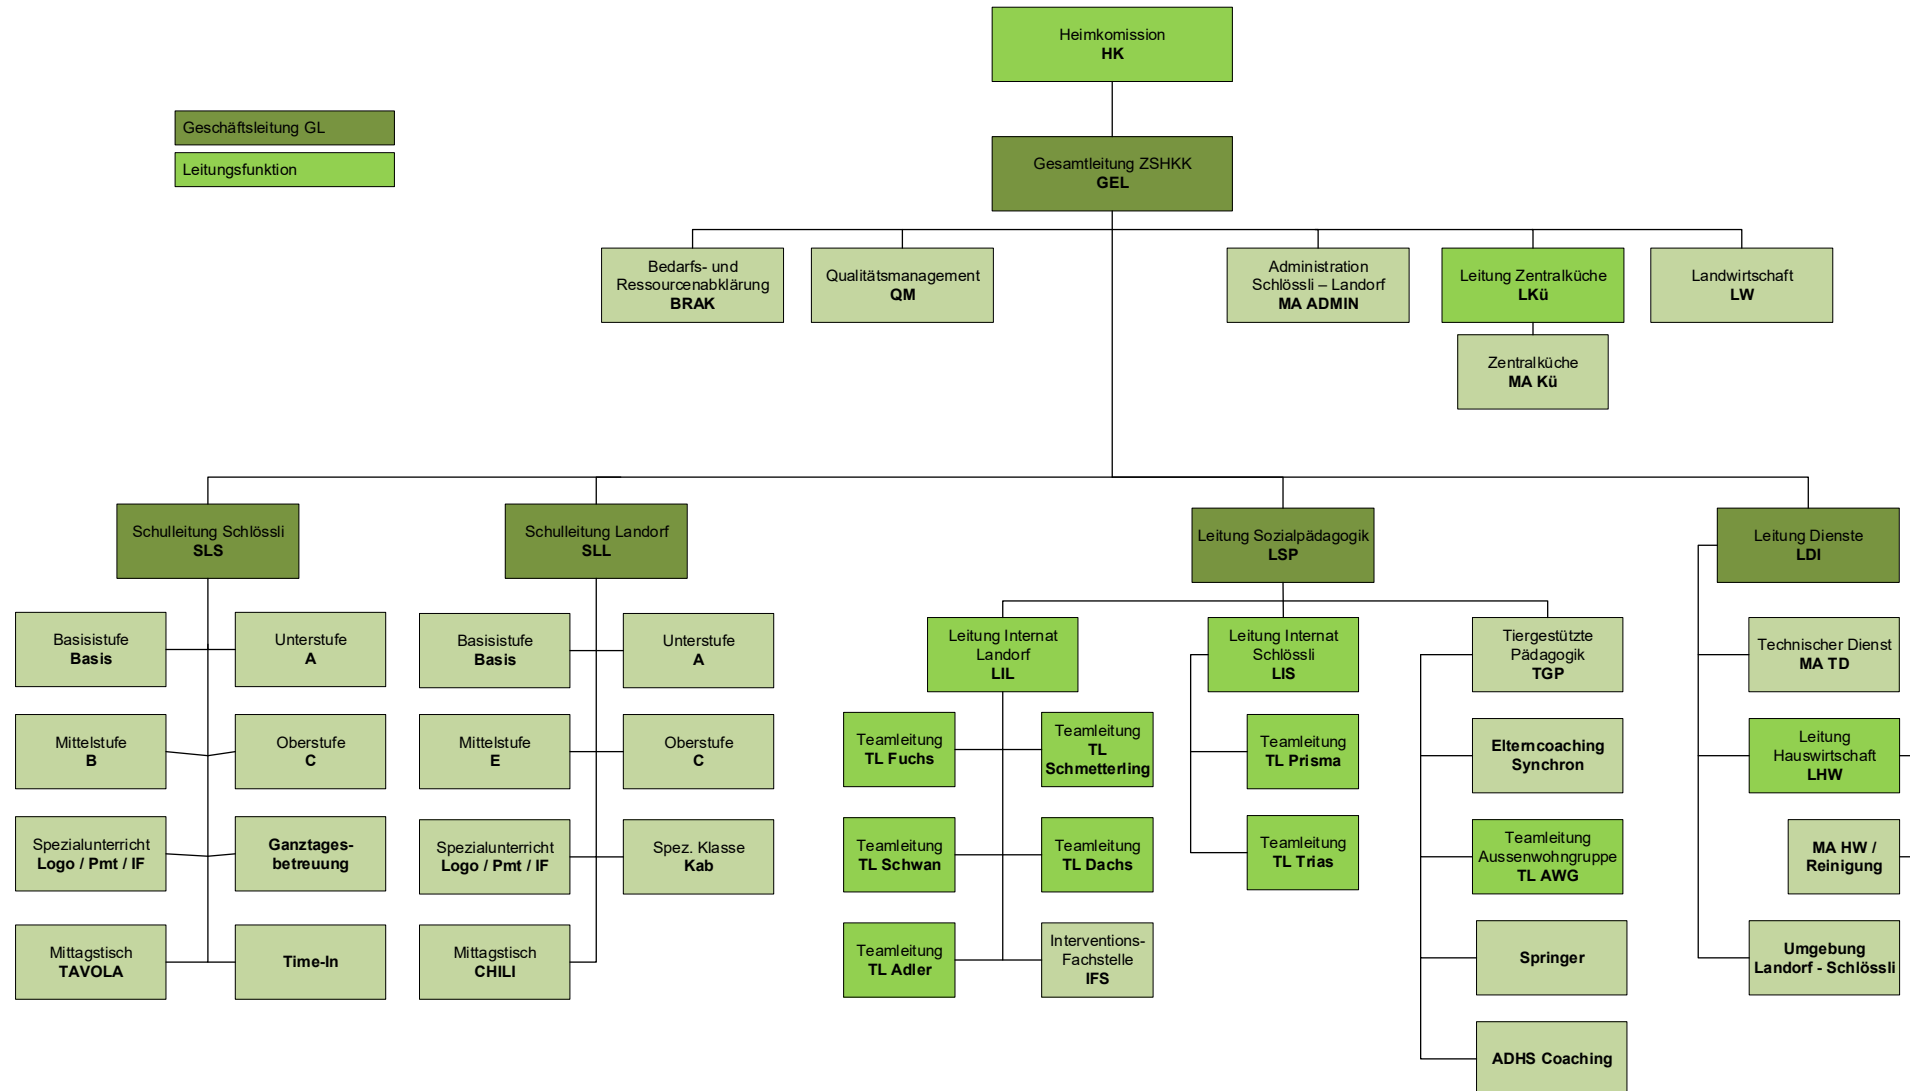 Heimkomission
HK
Geschäftsleitung GL
Leitungsfunktion
Gesamtleitung ZSHKK
GEL
Bedarfs- und
Ressourcenabklärung
BRAK
Qualitätsmanagement
QM
Administration
Schlössli – Landorf
MA ADMIN
Leitung Zentralküche
LKü
Landwirtschaft
LW
Zentralküche
MA Kü
Schulleitung Schlössli
SLS
Schulleitung Landorf
SLL
Leitung Sozialpädagogik
LSP
Leitung Dienste
LDI
Basisistufe
Basis
Unterstufe
A
Mittelstufe
B
Oberstufe
C
Spezialunterricht
Logo / Pmt / IF
Ganztages-
betreuung
Mittagstisch
TAVOLA
Time-In
Basisistufe
Basis
Unterstufe
A
Mittelstufe
E
Oberstufe
C
Spezialunterricht
Logo / Pmt / IF
Spez. Klasse
Kab
Mittagstisch
CHILI
Leitung Internat
Landorf
LIL
Teamleitung
TL Fuchs
Teamleitung
TL
Schmetterling
Teamleitung
TL Schwan
Teamleitung
TL Dachs
Teamleitung
TL Adler
Interventions-
Fachstelle
IFS
Leitung Internat
Schlössli
LIS
Teamleitung
TL Prisma
Teamleitung
TL Trias
Tiergestützte
Pädagogik
TGP
Elterncoaching
Synchron
Teamleitung
Aussenwohngruppe
TL AWG
Springer
ADHS Coaching
Technischer Dienst
MA TD
Leitung
Hauswirtschaft
LHW
MA HW /
Reinigung
Umgebung
Landorf - Schlössli